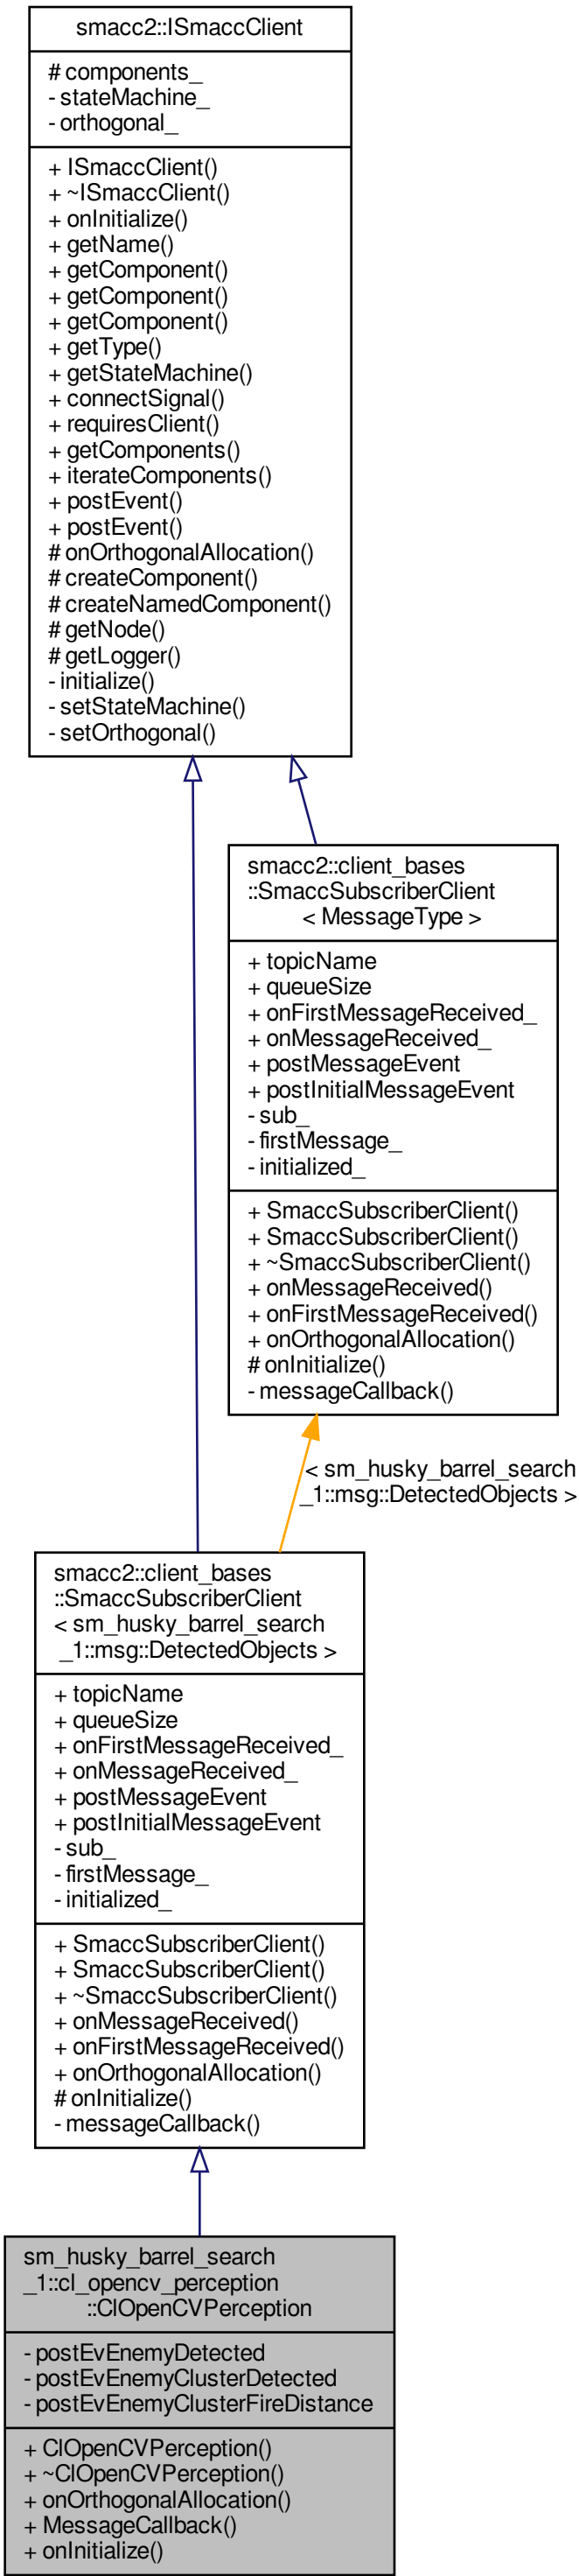 smacc2::ISmaccClient
# components_
- stateMachine_
- orthogonal_
+ ISmaccClient()
+ ~ISmaccClient()
+ onInitialize()
+ getName()
+ getComponent()
+ getComponent()
+ getComponent()
+ getType()
+ getStateMachine()
+ connectSignal()
+ requiresClient()
+ getComponents()
+ iterateComponents()
+ postEvent()
+ postEvent()
# onOrthogonalAllocation()
# createComponent()
# createNamedComponent()
# getNode()
# getLogger()
- initialize()
- setStateMachine()
- setOrthogonal()
smacc2::client_bases
::SmaccSubscriberClient
< MessageType >
+ topicName
+ queueSize
+ onFirstMessageReceived_
+ onMessageReceived_
+ postMessageEvent
+ postInitialMessageEvent
- sub_
- firstMessage_
- initialized_
+ SmaccSubscriberClient()
+ SmaccSubscriberClient()
+ ~SmaccSubscriberClient()
+ onMessageReceived()
+ onFirstMessageReceived()
+ onOrthogonalAllocation()
# onInitialize()
- messageCallback()
< sm_husky_barrel_search
_1::msg::DetectedObjects >
smacc2::client_bases
::SmaccSubscriberClient
< sm_husky_barrel_search
_1::msg::DetectedObjects >
+ topicName
+ queueSize
+ onFirstMessageReceived_
+ onMessageReceived_
+ postMessageEvent
+ postInitialMessageEvent
- sub_
- firstMessage_
- initialized_
+ SmaccSubscriberClient()
+ SmaccSubscriberClient()
+ ~SmaccSubscriberClient()
+ onMessageReceived()
+ onFirstMessageReceived()
+ onOrthogonalAllocation()
# onInitialize()
- messageCallback()
sm_husky_barrel_search
_1::cl_opencv_perception
::ClOpenCVPerception
- postEvEnemyDetected
- postEvEnemyClusterDetected
- postEvEnemyClusterFireDistance
+ ClOpenCVPerception()
+ ~ClOpenCVPerception()
+ onOrthogonalAllocation()
+ MessageCallback()
+ onInitialize()